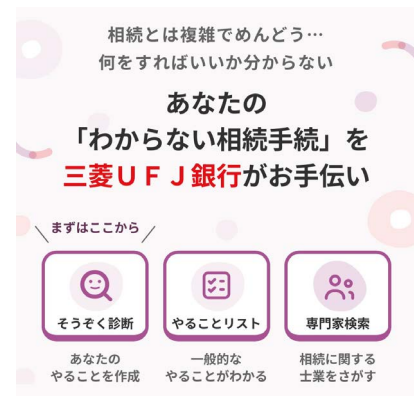 相続とは複雑でめんどう…
何をすればいいか分からない
あなたの
「わからない相続手続」を
三菱ＵＦＪ銀行がお手伝い
まずはここから
そうぞく診断
やることリスト
専門家検索
あなたの
やることを作成
一般的な
やることがわかる
相続に関する
士業をさがす